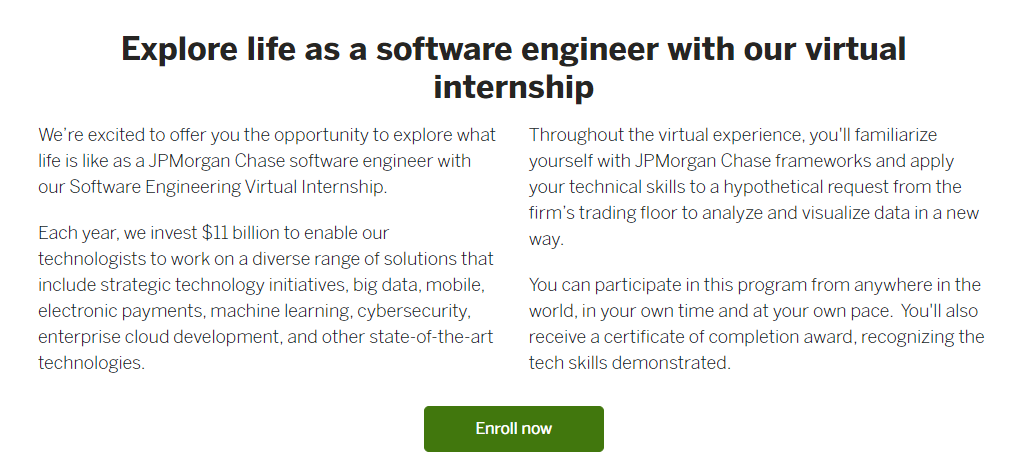 Explore life as a software engineer with our virtual
internship
We're excited to offer you the opportunity to explore what
life is like as a JPMorgan Chase software engineer with
our Software Engineering Virtual Internship.
Each year, we invest $11 billion to enable our
technologists to work on a diverse range of solutions that
include strategic technology initiatives, big data, mobile,
electronic payments, machine learning, cybersecurity,
enterprise cloud development, and other state-of-the-art
technologies.
Throughout the virtual experience, you'll familiarize
yourself with JPMorgan Chase frameworks and apply
your technical skills to a hypothetical request from the
firm's trading floor to analyze and visualize data in a new
way.
You can participate in this program from anywhere in the
world, in your own time and at your own pace.  You'll also
receive a certificate of completion award, recognizing the
tech skills demonstrated.
Enroll now